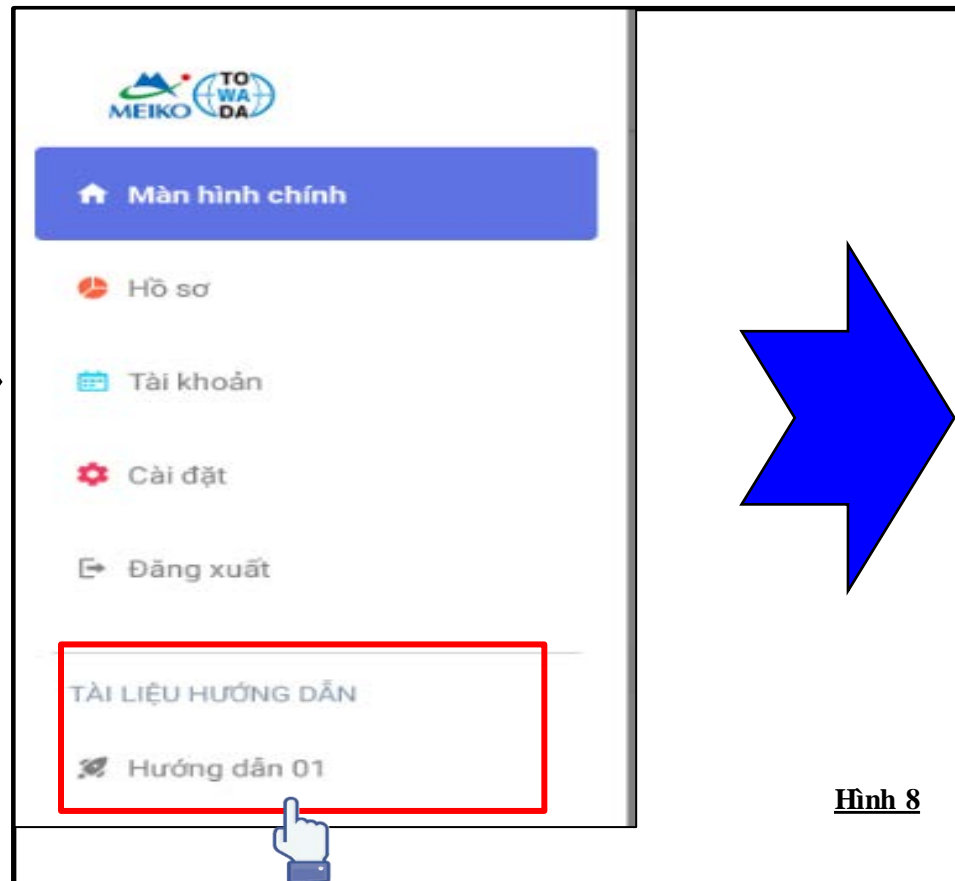 TO
WA
DA
MEIKO
Màn hình chính
Hồ sơ
Tài khoản
Cài đặt
Đăng xuất
TÀI LIỆU HƯỚNG DẪN
Hướng dẫn 01
Hình 8